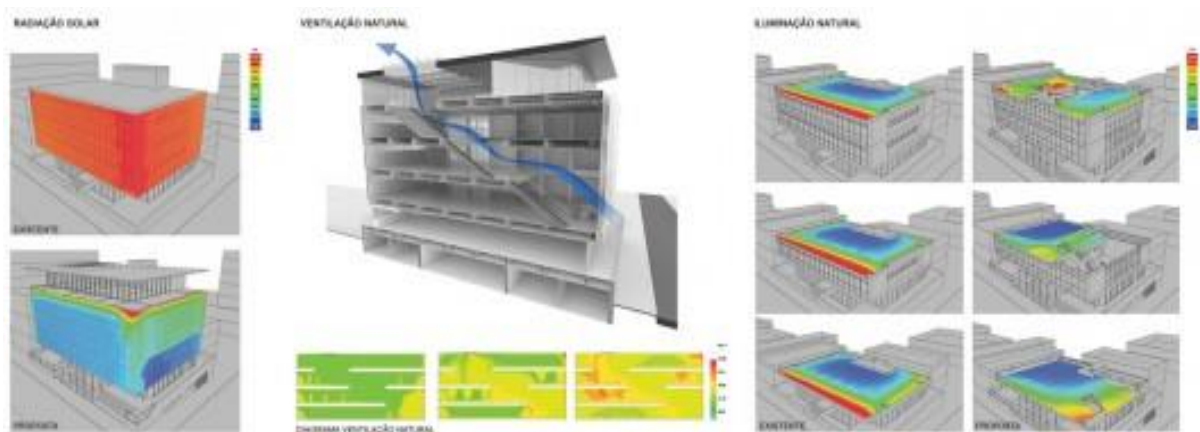 RADIAÇÃO SOLAR
EXISTENTE
PROPOSTA
VENTILAÇÃO NATURAL
DIAGRAMA VENTILAÇÃO NATURAL
ILUMINAÇÃO NATURAL
EXISTENTE
PROPOSTA